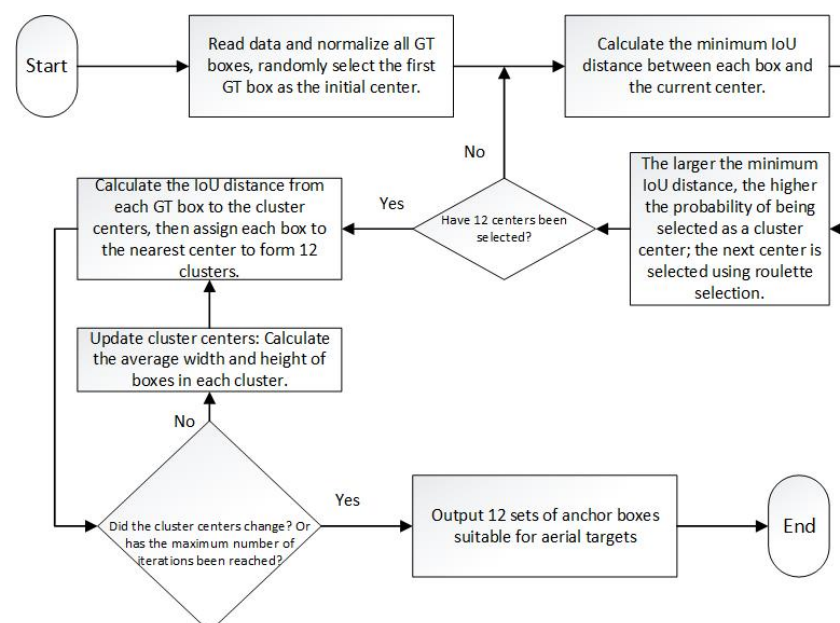 Start
Read data and normalize all GT
boxes, randomly select the first
GT box as the initial center.
Calculate the minimum IoU
distance between each box and
the current center.
No
The larger the minimum
IoU distance, the higher
the probability of being
selected as a cluster
center; the next center is
selected using roulette
selection.
Have 12 centers been
selected?
Yes
Calculate the IoU distance from
each GT box to the cluster
centers, then assign each box to
the nearest center to form 12
clusters.
Update cluster centers: Calculate
the average width and height of
boxes in each cluster.
No
Did the cluster centers change? Or
has the maximum number of
iterations been reached?
Yes
Output 12 sets of anchor boxes
suitable for aerial targets
End